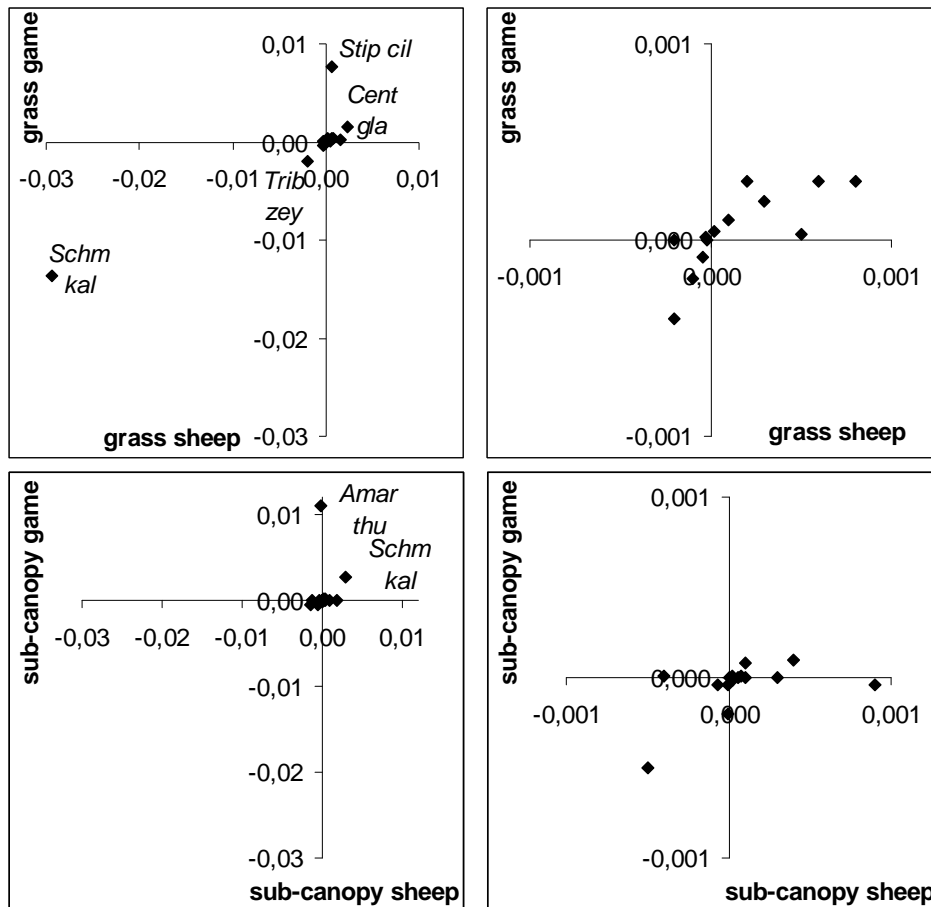 grass game
0,01
Stip cil
Cent
gla
0,00
-0,03 -0,02 -0,01 0,00 0,01
Trib
zey
-0,01
Schm
kal
-0,02
-0,03
grass sheep
grass game
0,001
0,000
-0,001 0,000 0,001
-0,001
grass sheep
sub-canopy game
0,01
Amar
thu
Schm
kal
0,00
-0,03 -0,02 -0,01 0,00 0,01
-0,01
-0,02
-0,03
sub-canopy sheep
sub-canopy game
0,001
0,000
-0,001 0,000 0,001
-0,001
sub-canopy sheep